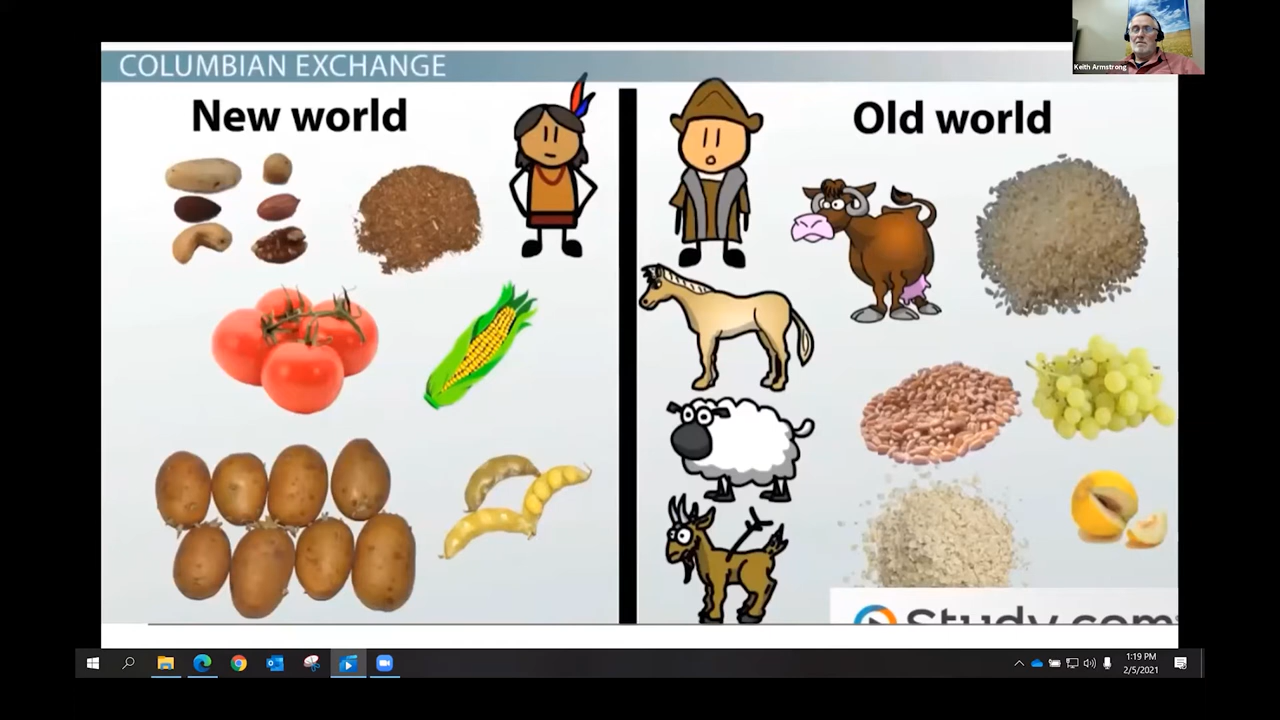 COLUMBIAN EXCHANGE
Keith Armstrong
New world
Old world
Study.com
1:19 PM
2/5/2021